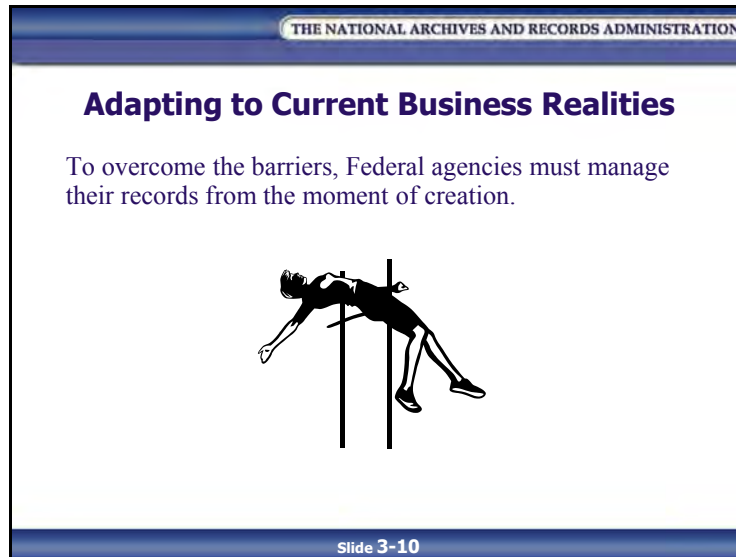 THE NATIONAL ARCHIVES AND RECORDS ADMINISTRATION
Adapting to Current Business Realities
To overcome the barriers, Federal agencies must manage
their records from the moment of creation.
Slide 3-10